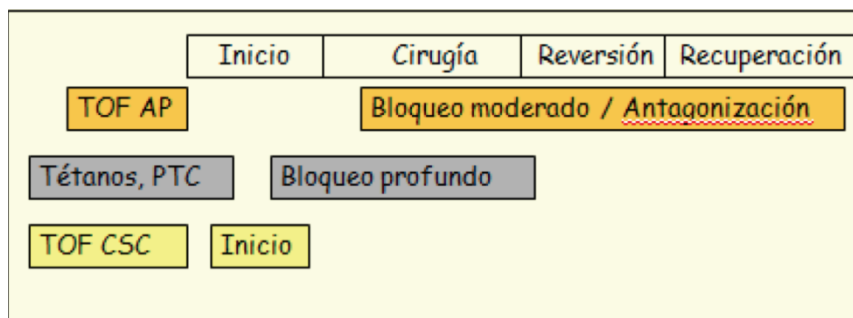 Inicio Cirugía Reversión Recuperación
TOF AP Bloqueo moderado / Antagonización
Tétanos, PTC Bloqueo profundo
TOF CSC Inicio